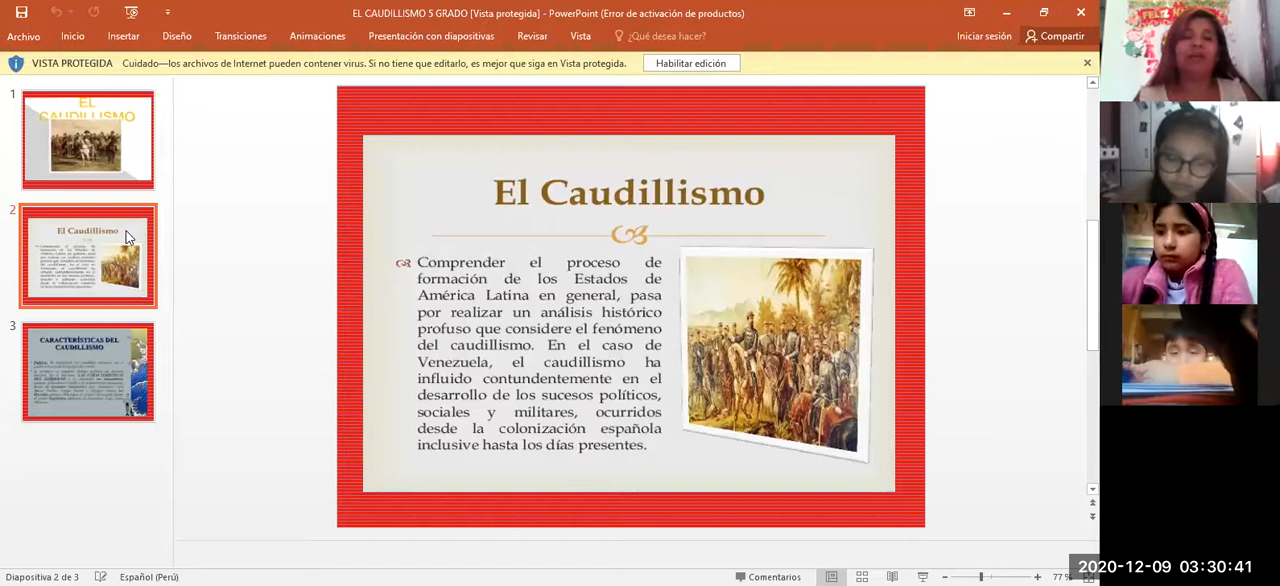 EL CAUDILLISMO 5 GRADO [Vista protegida] - PowerPoint (Error de activación de productos)
Archivo Inicio Insertar Diseño Transiciones Animaciones Presentación con diapositivas Revisar Vista ¿Qué desea hacer? Iniciar sesión Compartir
VISTA PROTEGIDA Cuidado—los archivos de Internet pueden contener virus. Si no tiene que editarlo, es mejor que siga en Vista protegida. Habilitar edición
1
EL
CAUDILLISMO
2
El Caudillismo
3
CARACTERÍSTICAS DEL
CAUDILLISMO
El Caudillismo
Comprender el proceso de
formación de los Estados de
América Latina en general, pasa
por realizar un análisis histórico
profuso que considere el fenómeno
del caudillismo. En el caso de
Venezuela, el caudillismo ha
influido contundentemente en el
desarrollo de los sucesos políticos,
sociales y militares, ocurridos
desde la colonización española
inclusive hasta los días presentes.
FELIZ
2020-12-09 03:30:41
Diapositiva 2 de 3 Español (Perú) Comentarios 77 %